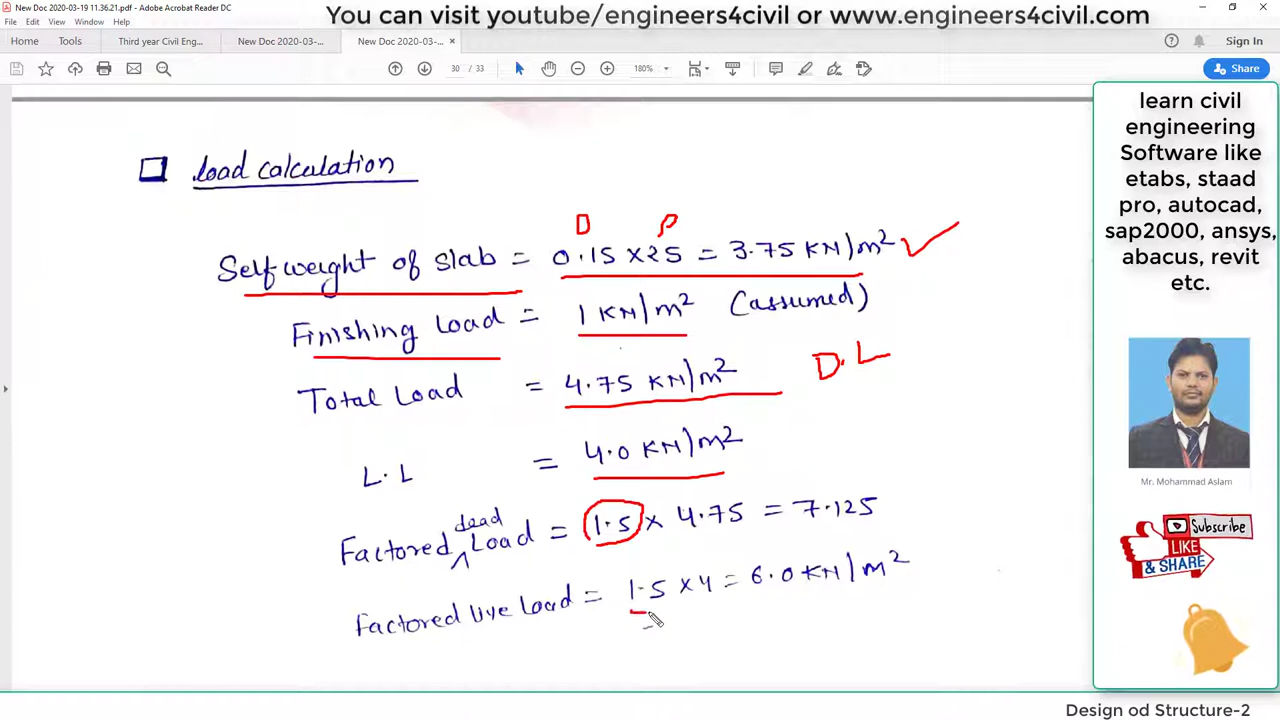 New Doc 2020-03-19 11.36.21.pdf - Adobe Acrobat Reader DC
You can visit youtube/engineers4civil or www.engineers4civil.com
File Edit View Window Help
Home Tools Third year Civil Eng... New Doc 2020-03-... New Doc 2020-03-... × Sign In
30 / 33 180% Share
load calculation
D ρ
Self weight of slab = 0.15 x25 = 3.75 KN/m²
Finishing Load = 1 KN/m² (assumed)
Total Load = 4.75 KN/m² D.L
L.L = 4.0 KN/m²
Factored dead Load = 1.5 x 4.75 = 7.125
Factored live Load = 1.5 x 4 = 6.0 KN/m²
learn civil
engineering
Software like
etabs, staad
pro, autocad,
sap2000, ansys,
abacus, revit
etc.
Mr. Mohammad Aslam
Subscribe
LIKE
& SHARE
Design od Structure-2